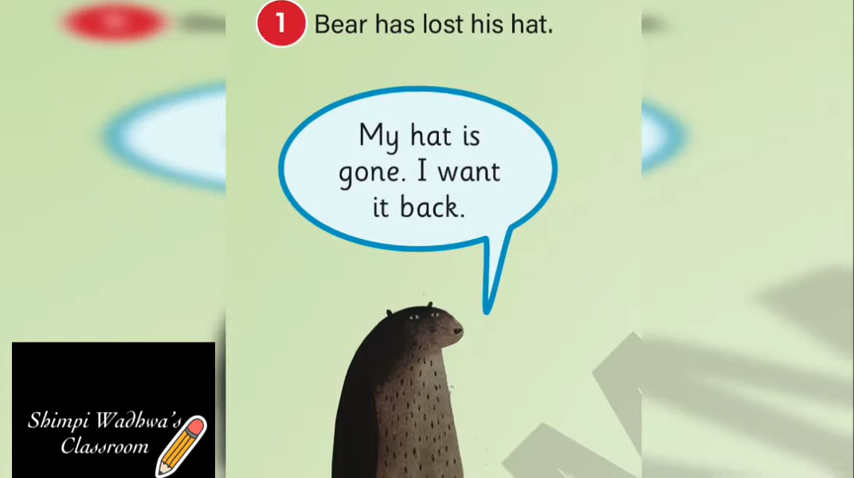 1 Bear has lost his hat.
My hat is
gone. I want
it back.
Shimpi Wadhwa's
Classroom